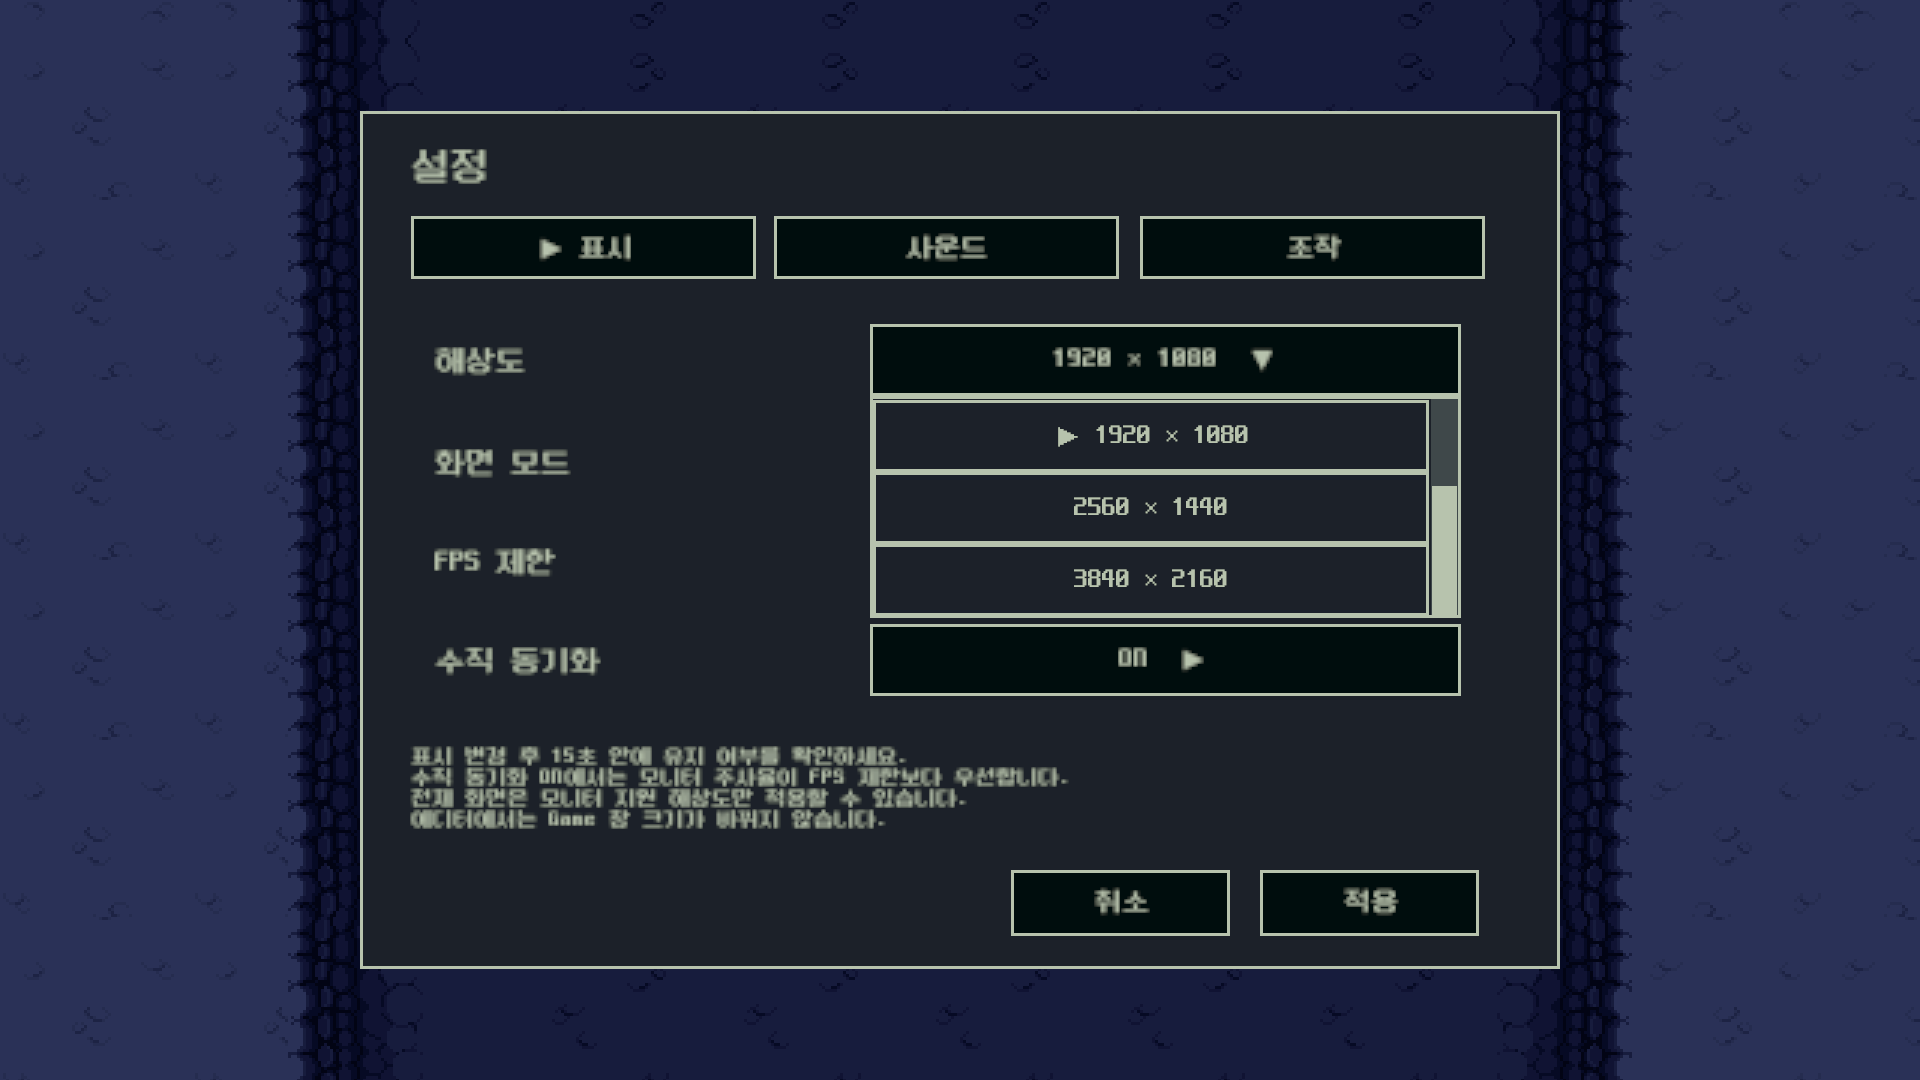 설정
▶ 표시
사운드
조작
해상도
1920 × 1080 ▼
▶ 1920 × 1080
화면 모드
2560 × 1440
FPS 제한
3840 × 2160
수직 동기화
ON ▶
표시 변경 후 15초 안에 유지 여부를 확인하세요.
수직 동기화 ON에서는 모니터 주사율이 FPS 제한보다 우선합니다.
전체 화면은 모니터 지원 해상도만 적용할 수 있습니다.
에디터에서는 Game 창 크기가 바뀌지 않습니다.
취소
적용